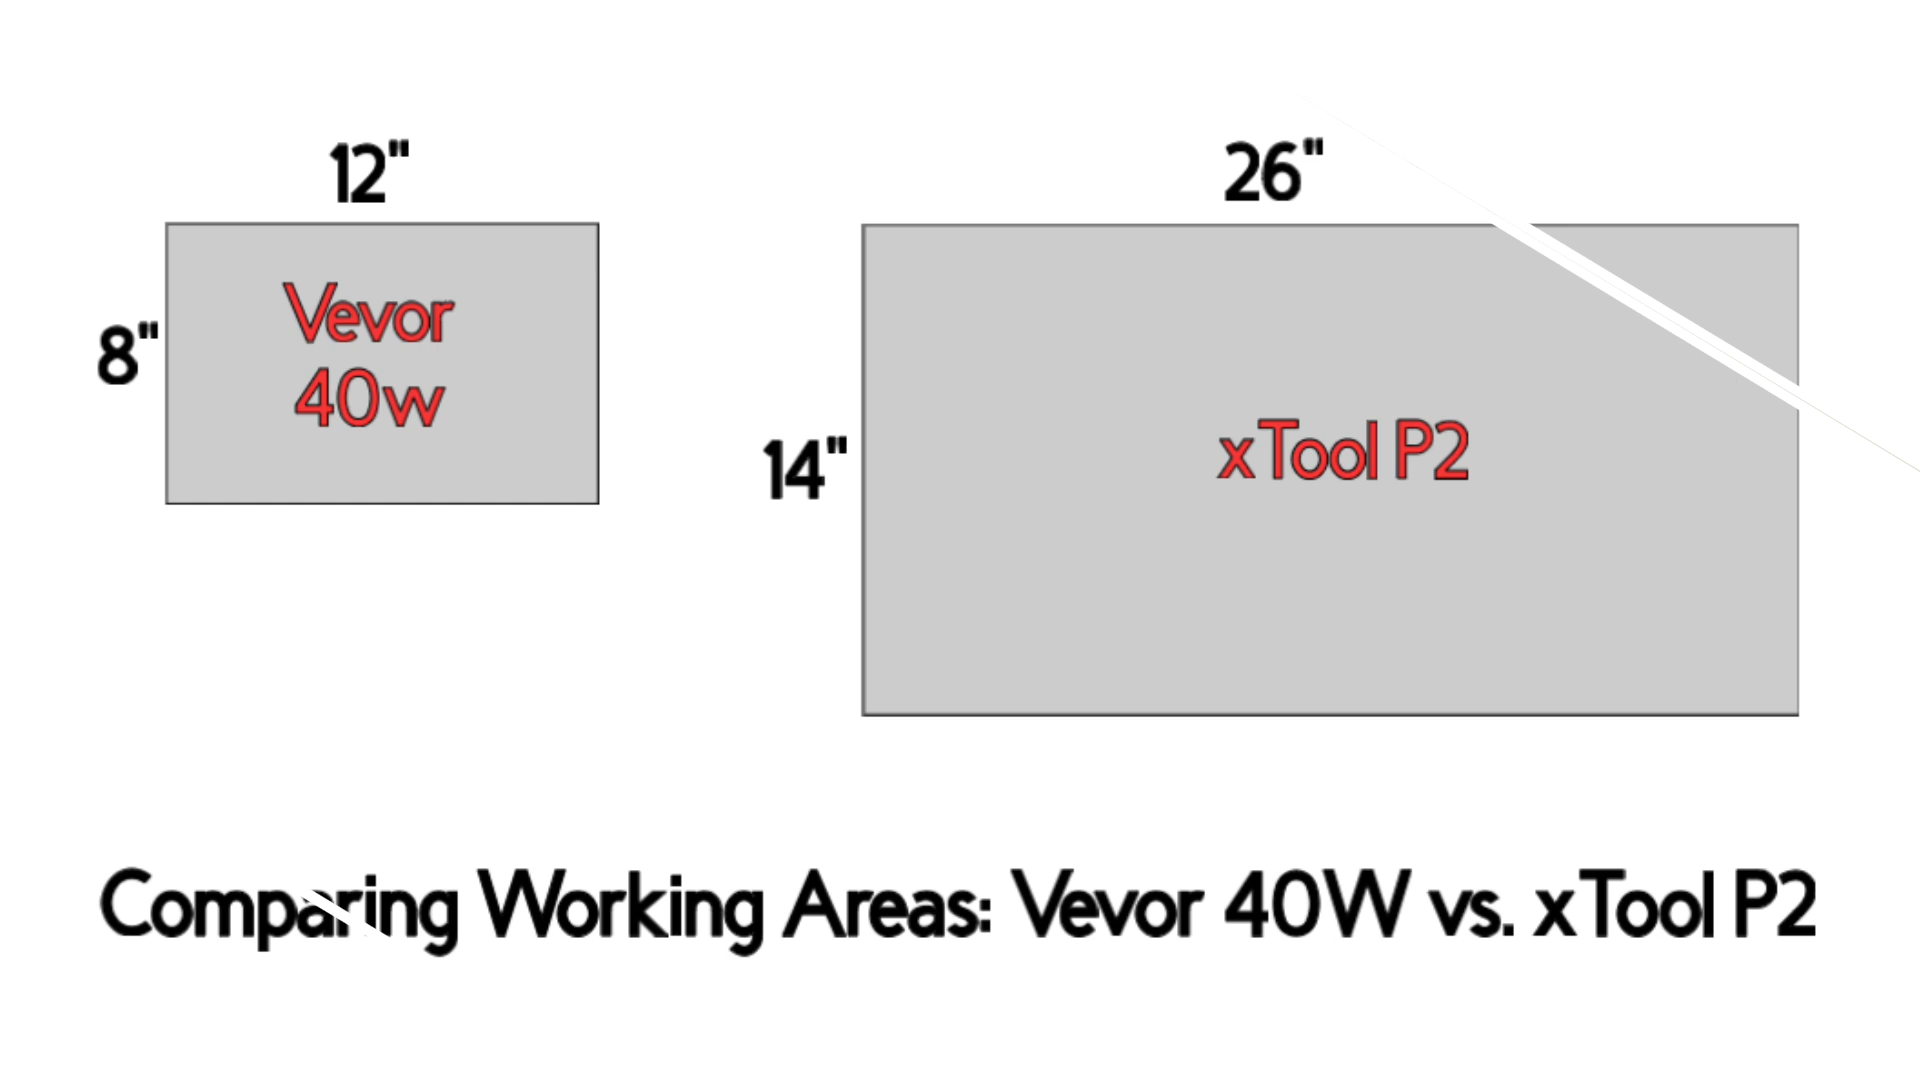 12"
26"
8"
Vevor
40w
14"
xTool P2
Comparing Working Areas: Vevor 40W vs. xTool P2